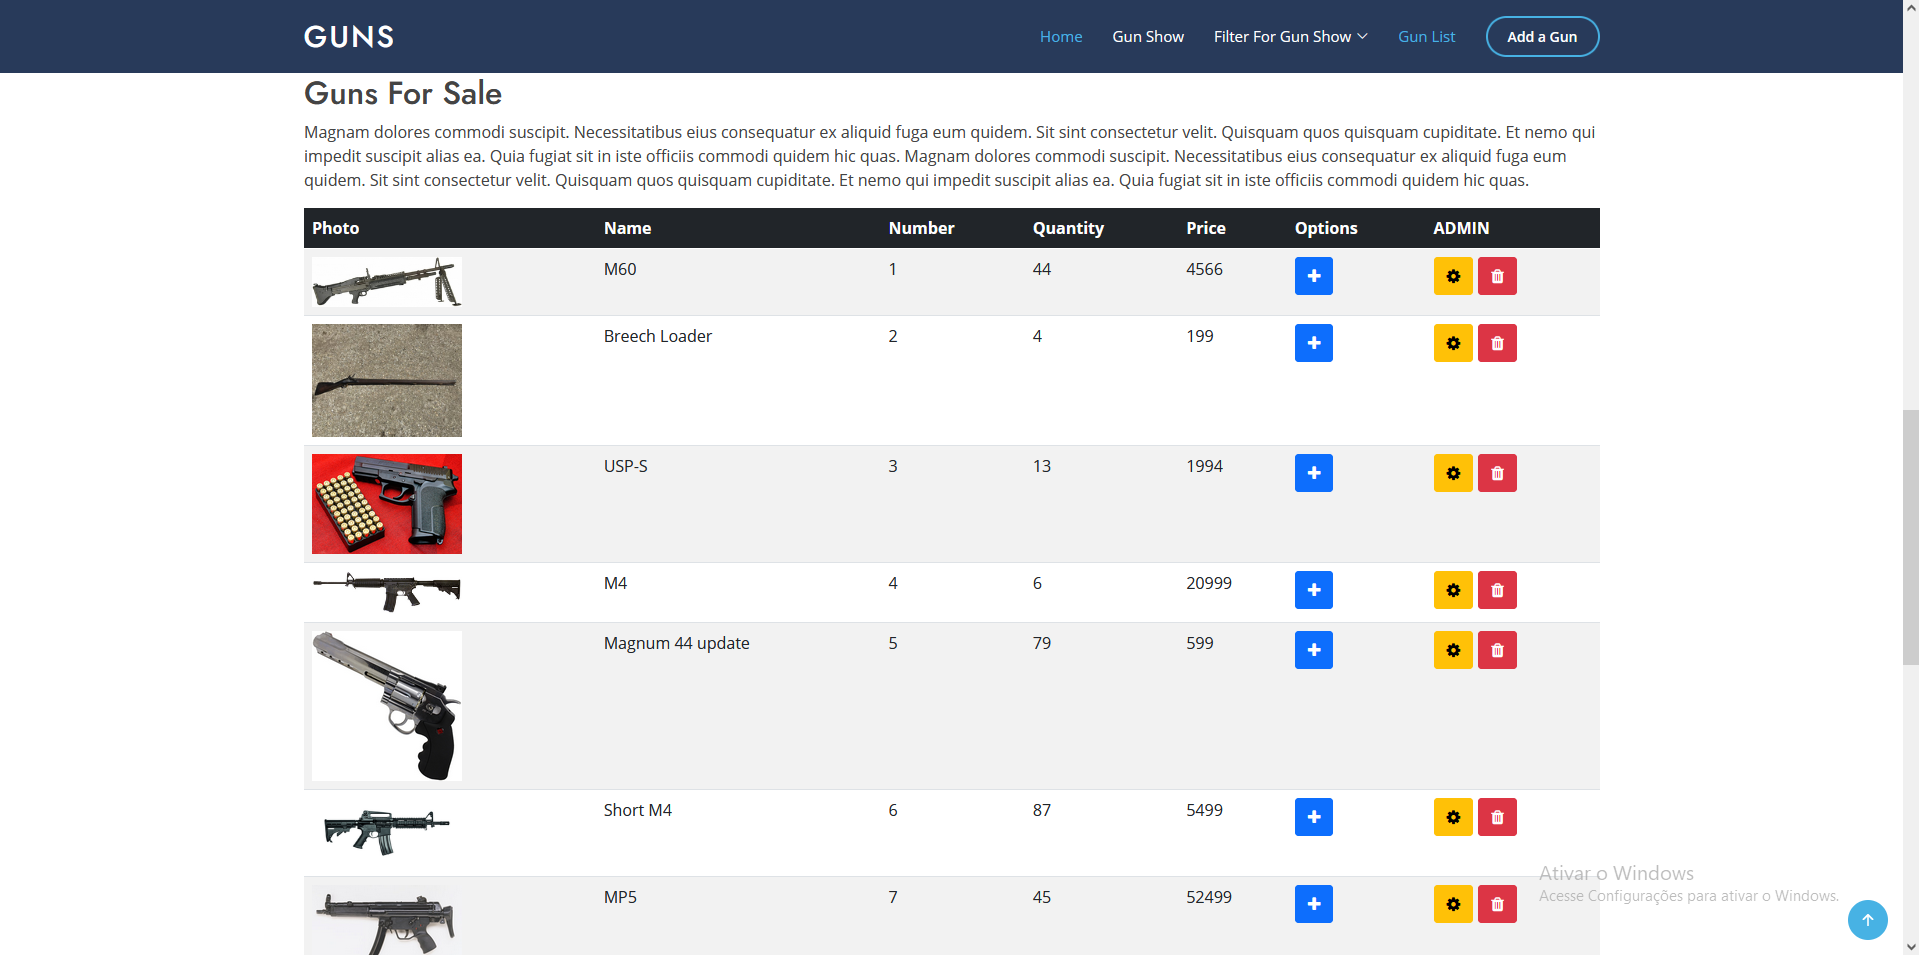 GUNS
Home Gun Show Filter For Gun Show Gun List Add a Gun
Guns For Sale
Magnam dolores commodi suscipit. Necessitatibus eius consequatur ex aliquid fuga eum quidem. Sit sint consectetur velit. Quisquam quos quisquam cupiditate. Et nemo qui
impedit suscipit alias ea. Quia fugiat sit in iste officiis commodi quidem hic quas. Magnam dolores commodi suscipit. Necessitatibus eius consequatur ex aliquid fuga eum
quidem. Sit sint consectetur velit. Quisquam quos quisquam cupiditate. Et nemo qui impedit suscipit alias ea. Quia fugiat sit in iste officiis commodi quidem hic quas.
Photo Name Number Quantity Price Options ADMIN
M60 1 44 4566
Breech Loader 2 4 199
USP-S 3 13 1994
M4 4 6 20999
Magnum 44 update 5 79 599
Short M4 6 87 5499
MP5 7 45 52499
Ativar o Windows
Acesse Configurações para ativar o Windows.